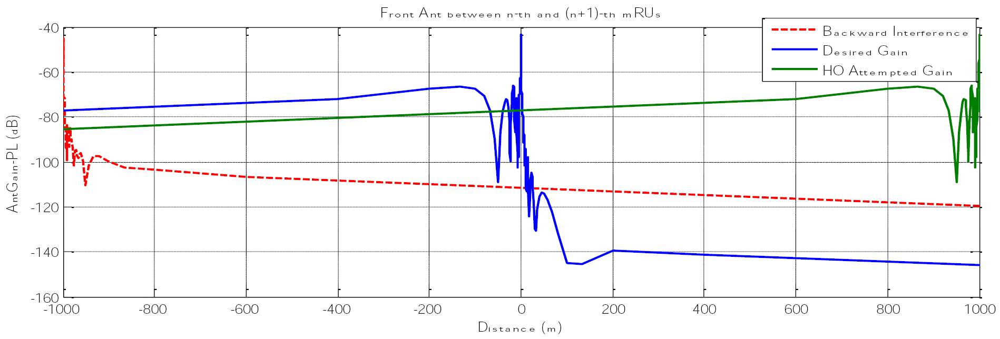 Front Ant between n-th and (n+1)-th mRUs
Backward Interference
Desired Gain
HO Attempted Gain
AntGain-PL (dB)
-40
-60
-80
-100
-120
-140
-160
-1000 -800 -600 -400 -200 0 200 400 600 800 1000
Distance (m)